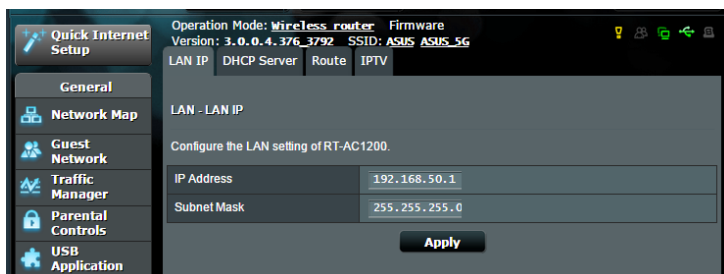 Operation Mode: Wireless router Firmware
Version: 3.0.0.4.376_3792 SSID: ASUS ASUS_5G
Quick Internet
Setup
General
Network Map
Guest
Network
Traffic
Manager
Parental
Controls
USB
Application
LAN IP DHCP Server Route IPTV
LAN - LAN IP
Configure the LAN setting of RT-AC1200.
IP Address 192.168.50.1
Subnet Mask 255.255.255.0
Apply